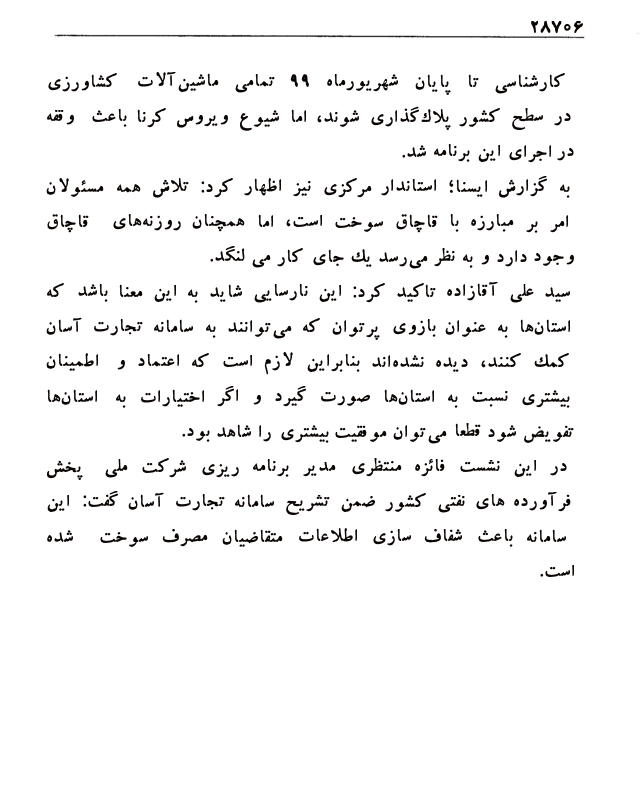 ۲۸۷۰۶
کارشناسی تا پایان شهریورماه ۹۹ تمامی ماشین‌آلات کشاورزی
در سطح کشور پلاك‌گذاری شوند، اما شیوع ویروس کرنا باعث وقفه
در اجرای این برنامه شد.
به گزارش ایسنا؛ استاندار مرکزی نیز اظهار کرد: تلاش همه مسئولان
امر بر مبارزه با قاچاق سوخت است، اما همچنان روزنه‌های قاچاق
وجود دارد و به نظر می‌رسد یك جای کار می لنگد.
سید علی آقازاده تاکید کرد: این نارسایی شاید به این معنا باشد که
استان‌ها به عنوان بازوی پرتوان که می‌توانند به سامانه تجارت آسان
کمك کنند، دیده نشده‌اند بنابراین لازم است که اعتماد و اطمینان
بیشتری نسبت به استان‌ها صورت گیرد و اگر اختیارات به استان‌ها
تفویض شود قطعا می‌توان موفقیت بیشتری را شاهد بود.
در این نشست فائزه منتظری مدیر برنامه ریزی شرکت ملی پخش
فرآورده های نفتی کشور ضمن تشریح سامانه تجارت آسان گفت: این
سامانه باعث شفاف سازی اطلاعات متقاضیان مصرف سوخت شده
است.